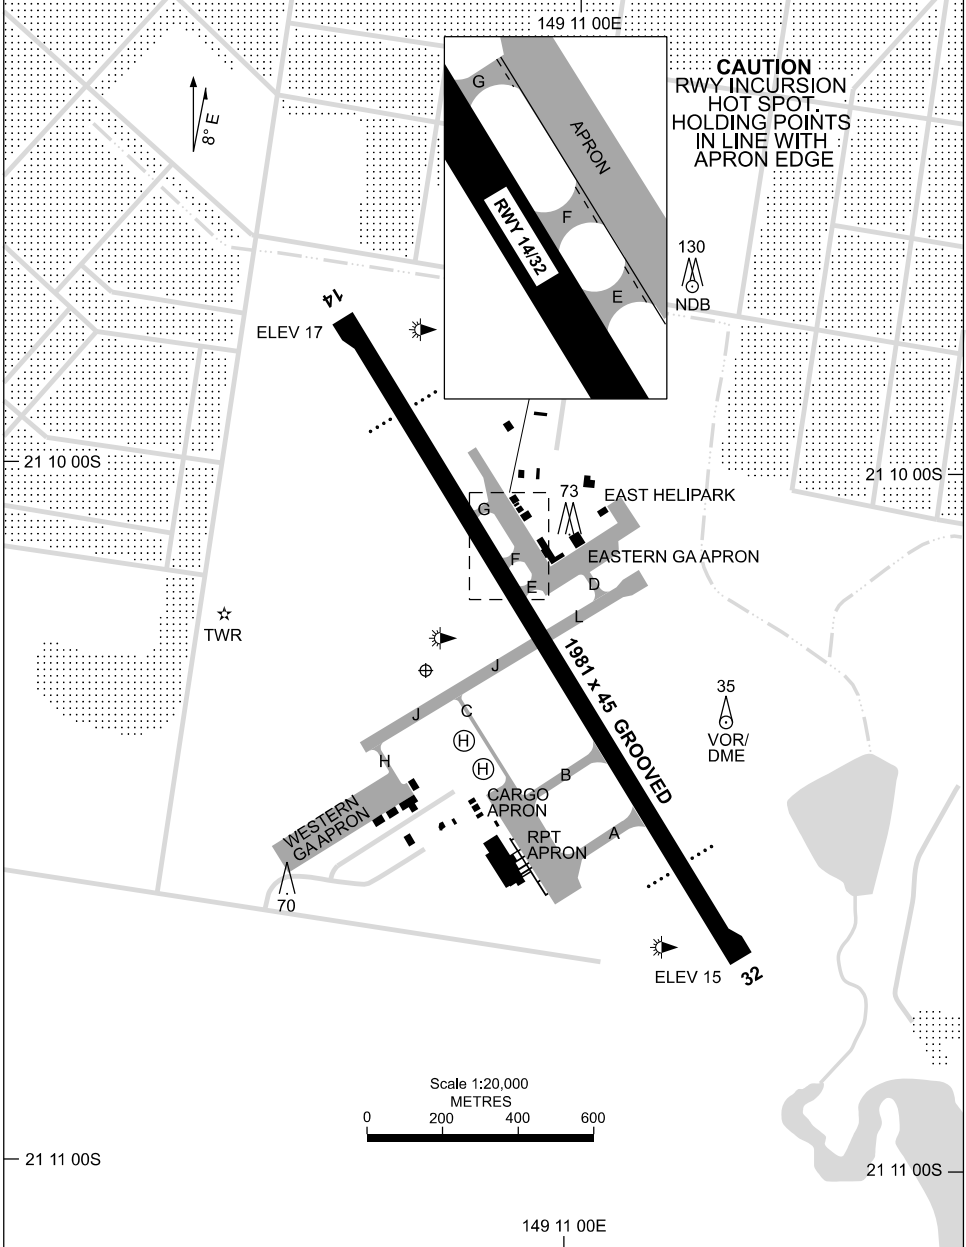 149 11 00E
CAUTION
RWY INCURSION
HOT SPOT.
HOLDING POINTS
IN LINE WITH
APRON EDGE
8° E
G
APRON
F
RWY 14/32
E
130
NDB
14
ELEV 17
21 10 00S
21 10 00S
73
EAST HELIPARK
G
EASTERN GA APRON
F
E
D
L
TWR
J
1981 x 45 GROOVED
35
VOR/
DME
C
J
H
H
H
B
CARGO
APRON
WESTERN
GA APRON
A
RPT
APRON
70
ELEV 15
32
Scale 1:20,000
METRES
0 200 400 600
21 11 00S
21 11 00S
149 11 00E